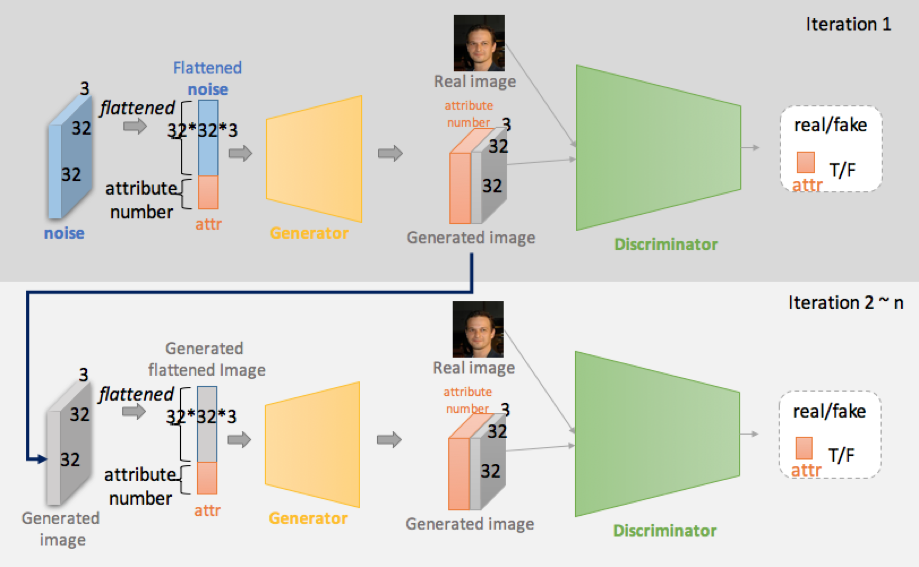 Iteration 1
3
flattened
32
32
noise
Flattened
noise
32*32*3
attribute
number
attr
Generator
Real image
attribute
number
3
32
32
Generated image
Discriminator
real/fake
T/F
attr
Iteration 2 ~ n
3
flattened
32
32
Generated
image
Generated
flattened Image
32*32*3
attribute
number
attr
Generator
Real image
attribute
number
3
32
32
Generated image
Discriminator
real/fake
T/F
attr